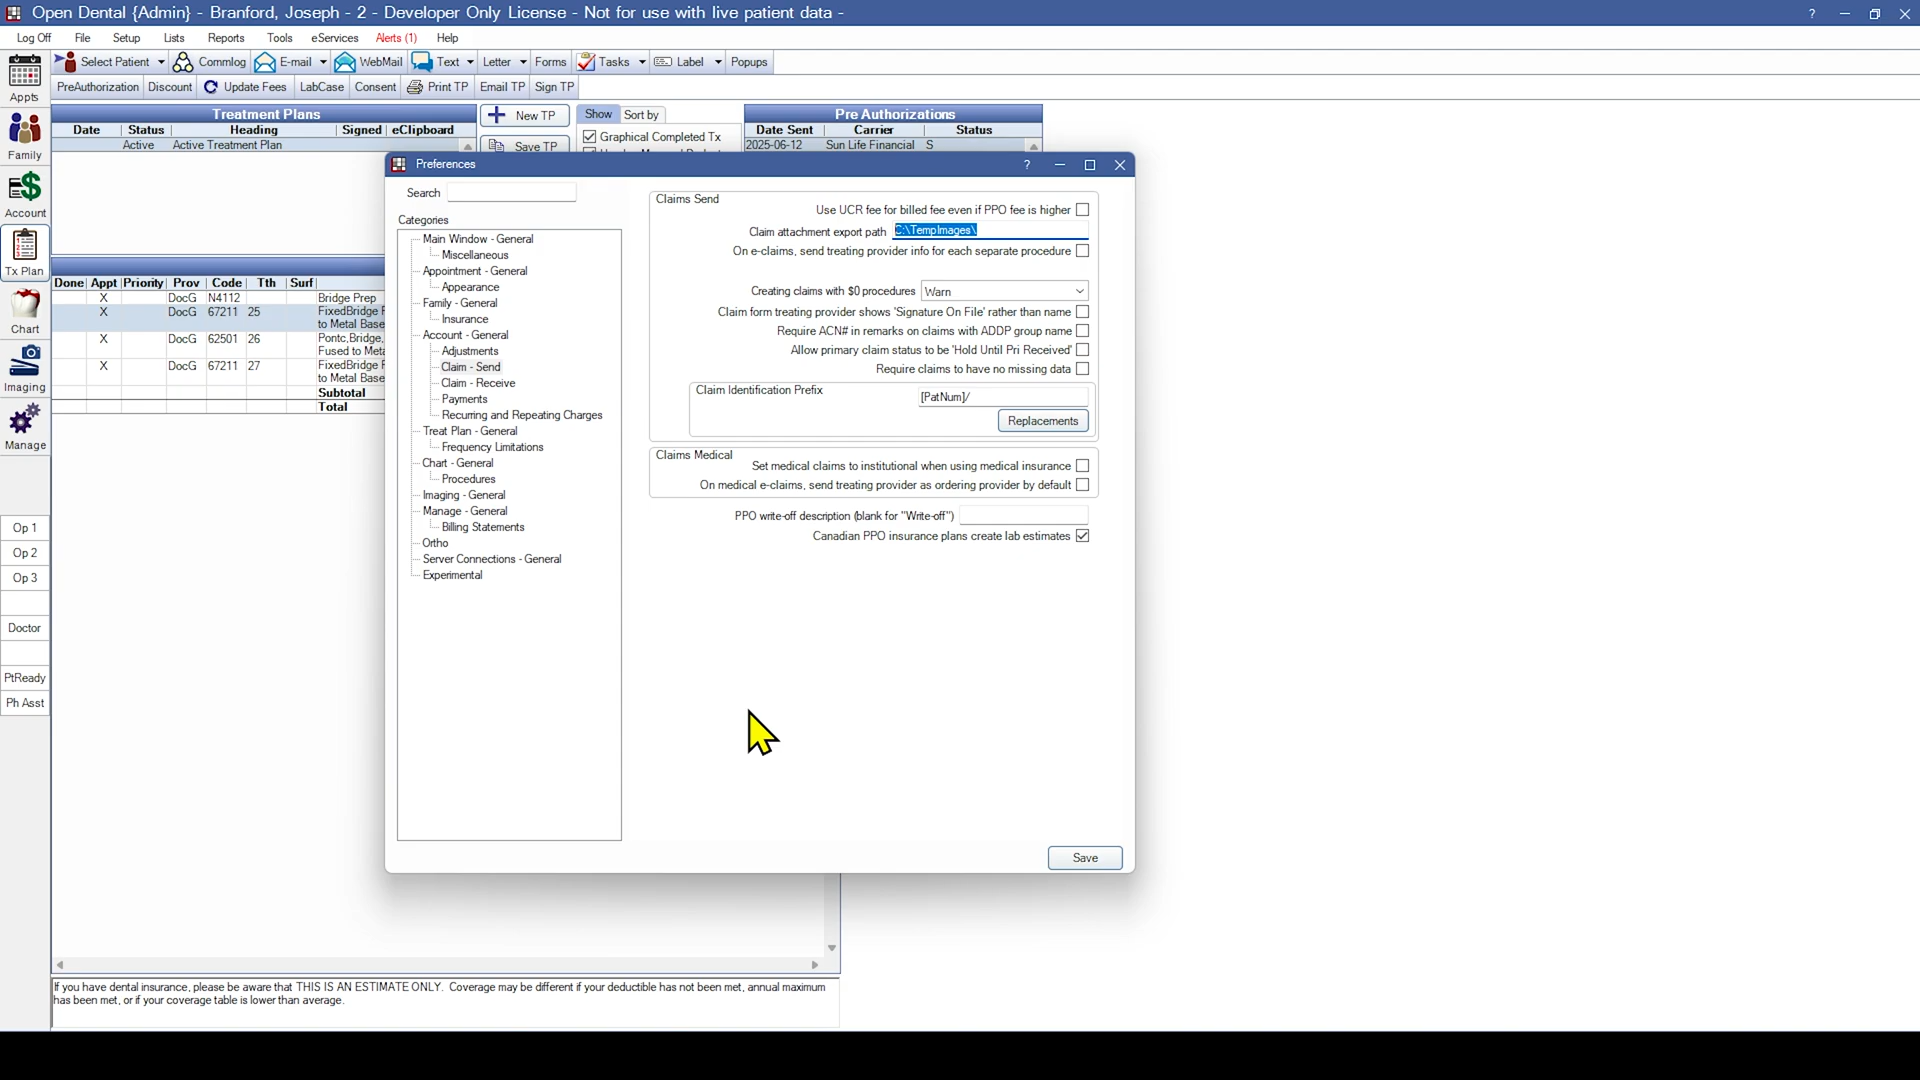 Open Dental {Admin} - Branford, Joseph - 2 - Developer Only License - Not for use with live patient data -
Log Off File Setup Lists Reports Tools eServices Alerts (1) Help
Select Patient Commlog E-mail WebMail Text Letter Forms Tasks Label Popups
PreAuthorization Discount Update Fees LabCase Consent Print TP Email TP Sign TP
Appts
Family
Account
Tx Plan
Chart
Imaging
Manage
Op 1
Op 2
Op 3
Doctor
PtReady
Ph Asst
Treatment Plans
Date Status Heading Signed eClipboard
Active Active Treatment Plan
New TP
Save TP
Show Sort by
Graphical Completed Tx
Pre Authorizations
Date Sent Carrier Status
2025-06-12 Sun Life Financial S
Done Appt Priority Prov Code Tth Surf
X DocG N4112 Bridge Prep
X DocG 67211 25 FixedBridge
to Metal Base
X DocG 62501 26 Pontc,Bridge,
Fused to Meta
X DocG 67211 27 FixedBridge
to Metal Base
Subtotal
Total
Preferences
Search
Categories
Main Window - General
Miscellaneous
Appointment - General
Appearance
Family - General
Insurance
Account - General
Adjustments
Claim - Send
Claim - Receive
Payments
Recurring and Repeating Charges
Treat Plan - General
Frequency Limitations
Chart - General
Procedures
Imaging - General
Manage - General
Billing Statements
Ortho
Server Connections - General
Experimental
Claims Send
Use UCR fee for billed fee even if PPO fee is higher
Claim attachment export path C:\TempImages\
On e-claims, send treating provider info for each separate procedure
Creating claims with $0 procedures Warn
Claim form treating provider shows 'Signature On File' rather than name
Require ACN# in remarks on claims with ADDP group name
Allow primary claim status to be 'Hold Until Pri Received'
Require claims to have no missing data
Claim Identification Prefix [PatNum]/
Replacements
Claims Medical
Set medical claims to institutional when using medical insurance
On medical e-claims, send treating provider as ordering provider by default
PPO write-off description (blank for "Write-off")
Canadian PPO insurance plans create lab estimates
Save
If you have dental insurance, please be aware that THIS IS AN ESTIMATE ONLY. Coverage may be different if your deductible has not been met, annual maximum
has been met, or if your coverage table is lower than average.